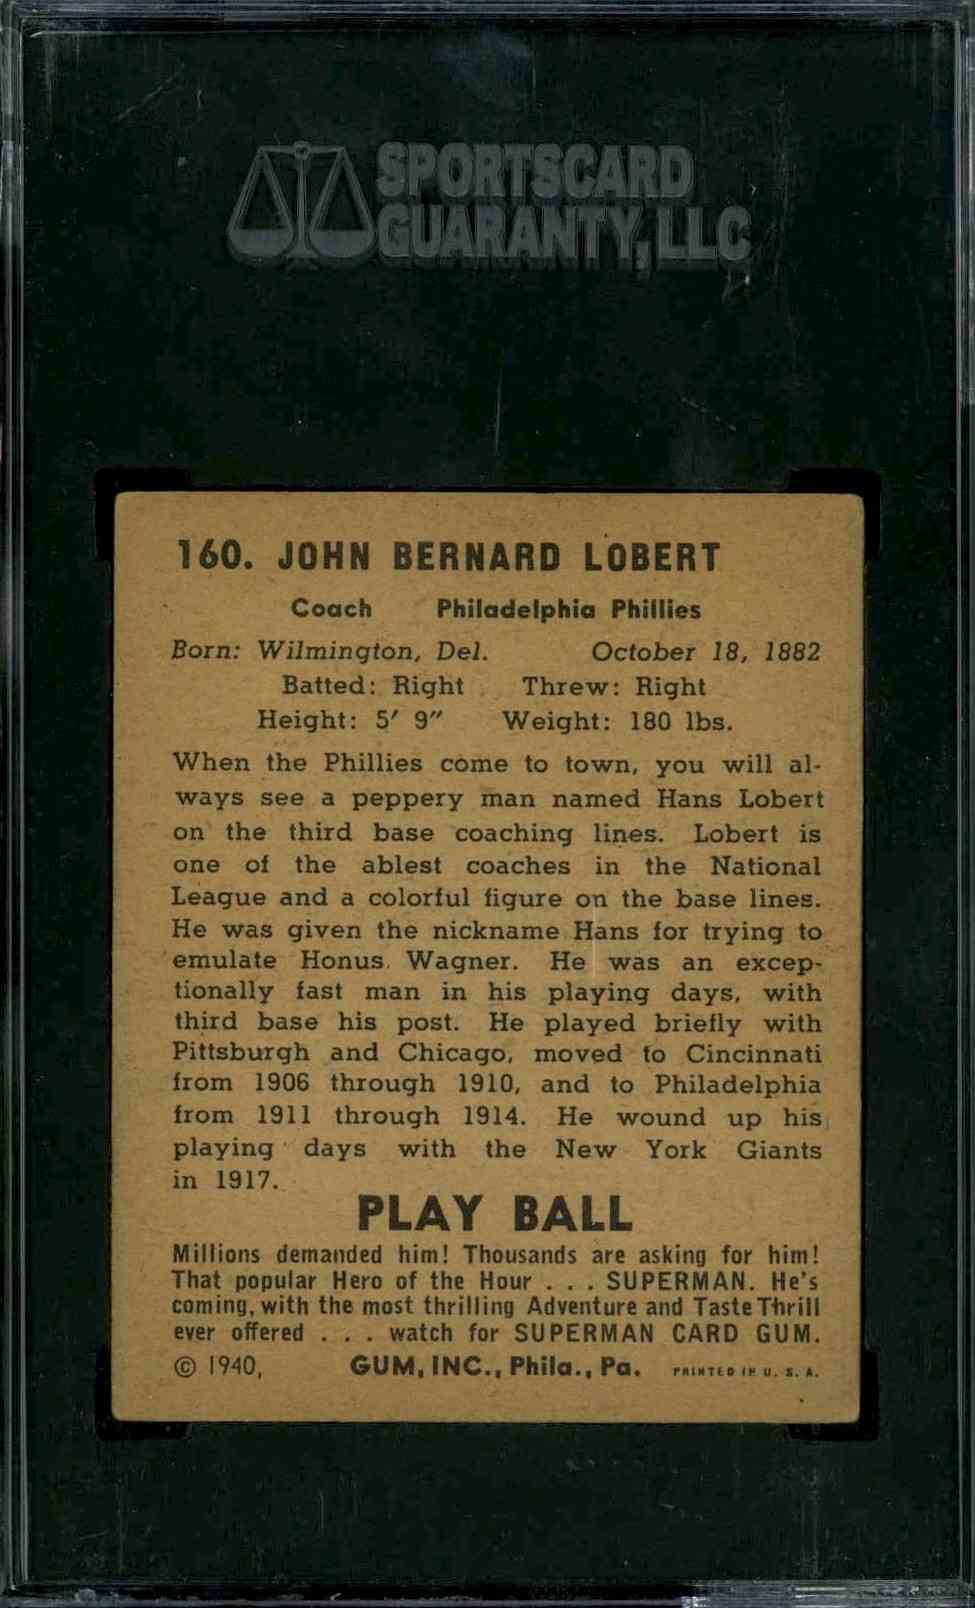 SPORTSCARD
GUARANTY, LLC
160. JOHN BERNARD LOBERT
Coach Philadelphia Phillies
Born: Wilmington, Del. October 18, 1882
Batted: Right Threw: Right
Height: 5′ 9″ Weight: 180 lbs.
When the Phillies come to town, you will al-
ways see a peppery man named Hans Lobert
on the third base coaching lines. Lobert is
one of the ablest coaches in the National
League and a colorful figure on the base lines.
He was given the nickname Hans for trying to
emulate Honus Wagner. He was an excep-
tionally fast man in his playing days, with
third base his post. He played briefly with
Pittsburgh and Chicago, moved to Cincinnati
from 1906 through 1910, and to Philadelphia
from 1911 through 1914. He wound up his
playing days with the New York Giants
in 1917.
PLAY BALL
Millions demanded him! Thousands are asking for him!
That popular Hero of the Hour . . . SUPERMAN. He's
coming, with the most thrilling Adventure and Taste Thrill
ever offered . . . watch for SUPERMAN CARD GUM.
© 1940, GUM, INC., Phila., Pa. PRINTED IN U. S. A.